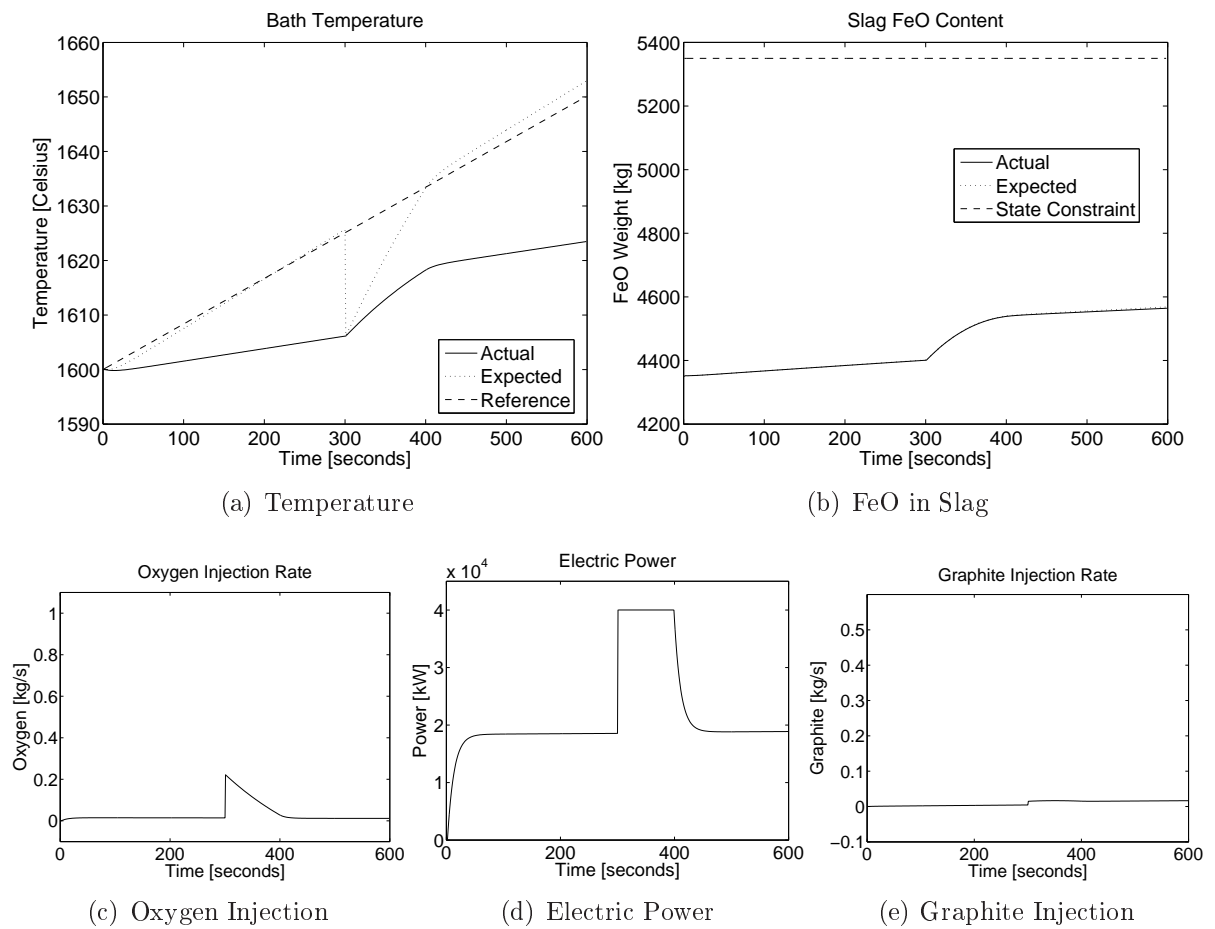 Bath Temperature
1660
1650
1640
1630
1620
1610
1600
1590
0
100
200
300
400
500
600
Temperature [Celsius]
Time [seconds]
Actual
Expected
Reference
(a) Temperature
Slag FeO Content
5400
5200
5000
4800
4600
4400
4200
0
100
200
300
400
500
600
FeO Weight [kg]
Time [seconds]
Actual
Expected
State Constraint
(b) FeO in Slag
Oxygen Injection Rate
1
0.8
0.6
0.4
0.2
0
0
200
400
600
Oxygen [kg/s]
Time [seconds]
(c) Oxygen Injection
Electric Power
x 10^4
4
3
2
1
0
0
200
400
600
Power [kW]
Time [seconds]
(d) Electric Power
Graphite Injection Rate
0.5
0.4
0.3
0.2
0.1
0
−0.1
0
200
400
600
Graphite [kg/s]
Time [seconds]
(e) Graphite Injection